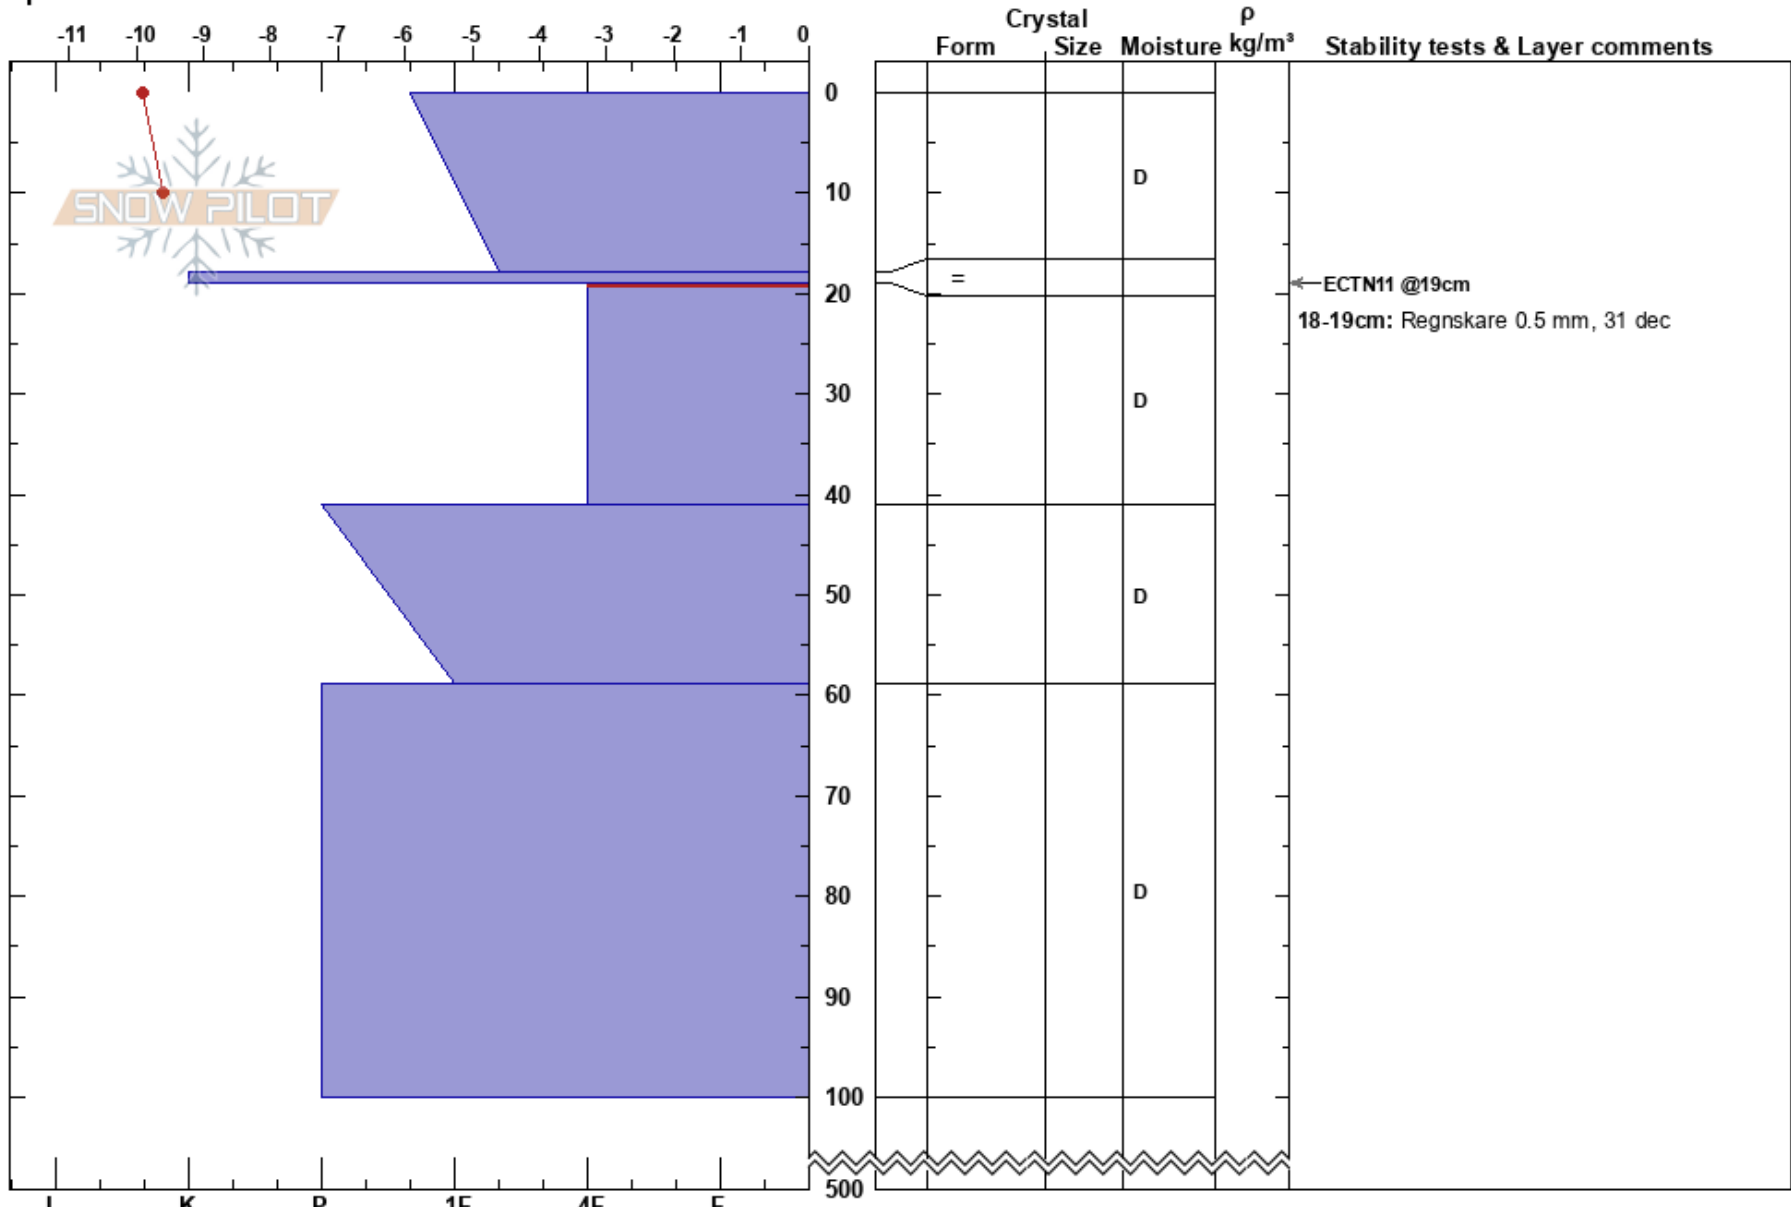 Crystal
ρ
-11 -10 -9 -8 -7 -6 -5 -4 -3 -2 -1 0
Form Size Moisture kg/m³ Stability tests & Layer comments
0
D
10
SNOW PILOT
=
ECTN11 @19cm
20
18-19cm: Regnskare 0.5 mm, 31 dec
30
D
40
50
D
60
70
80
D
90
100
500
I K P 1F 4F F